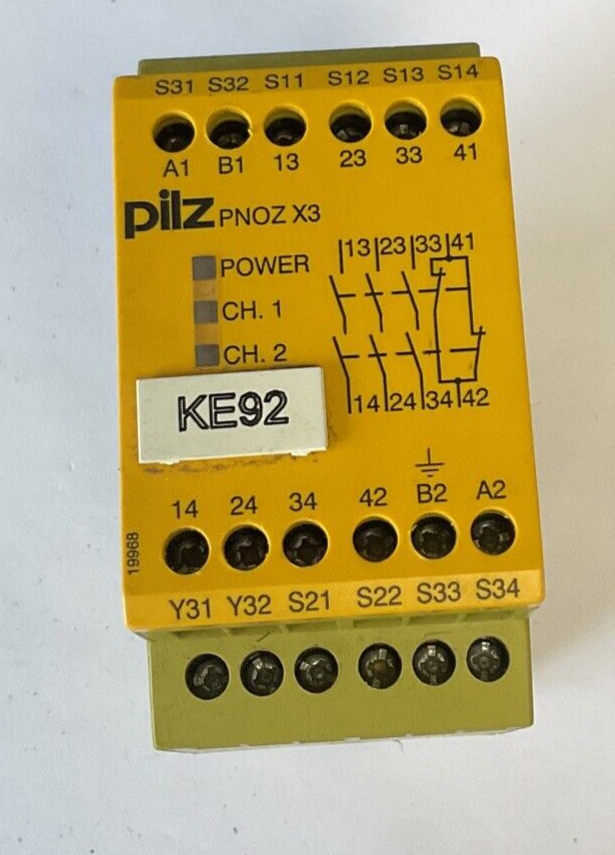 S31 S32 S11 S12 S13 S14
A1 B1 13 23 33 41
pilz PNOZ X3
13 23 33 41
POWER
CH. 1
CH. 2
14 24 34 42
KE92
14 24 34 42 B2 A2
19968
Y31 Y32 S21 S22 S33 S34